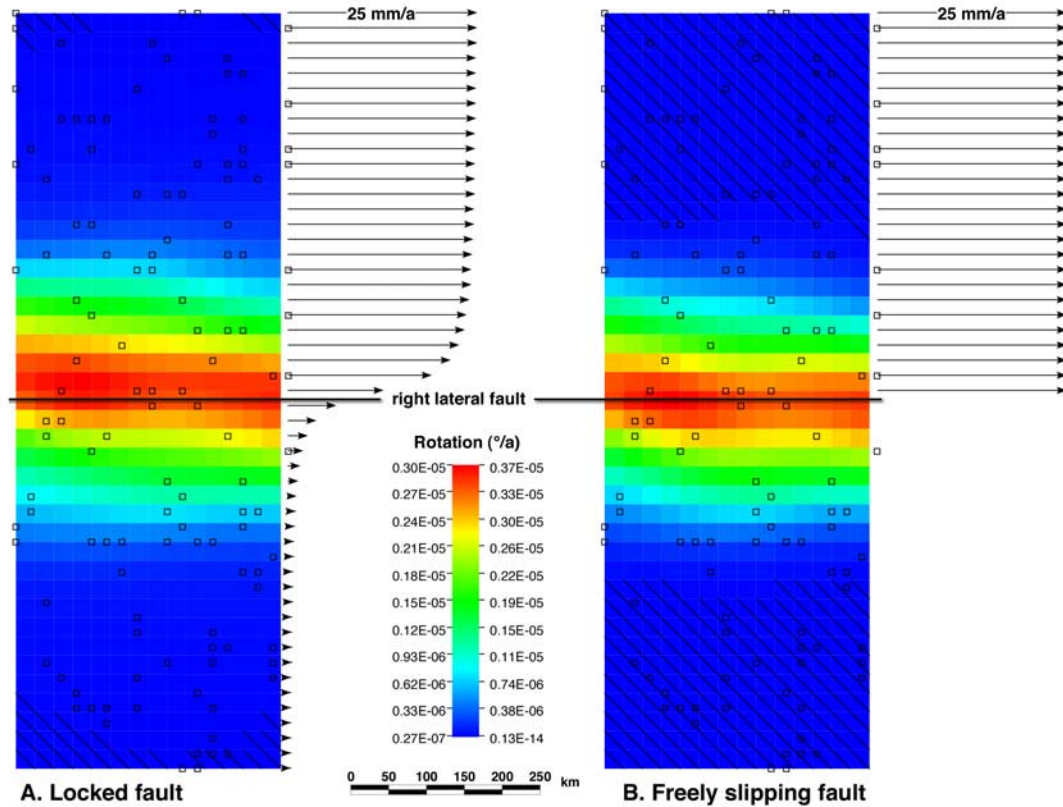 25 mm/a
25 mm/a
right lateral fault
Rotation (°/a)
0.30E-05 0.37E-05
0.27E-05 0.33E-05
0.24E-05 0.30E-05
0.21E-05 0.26E-05
0.18E-05 0.22E-05
0.15E-05 0.19E-05
0.12E-05 0.15E-05
0.93E-06 0.11E-05
0.62E-06 0.74E-06
0.33E-06 0.38E-06
0.27E-07 0.13E-14
0 50 100 150 200 250 km
A. Locked fault
B. Freely slipping fault